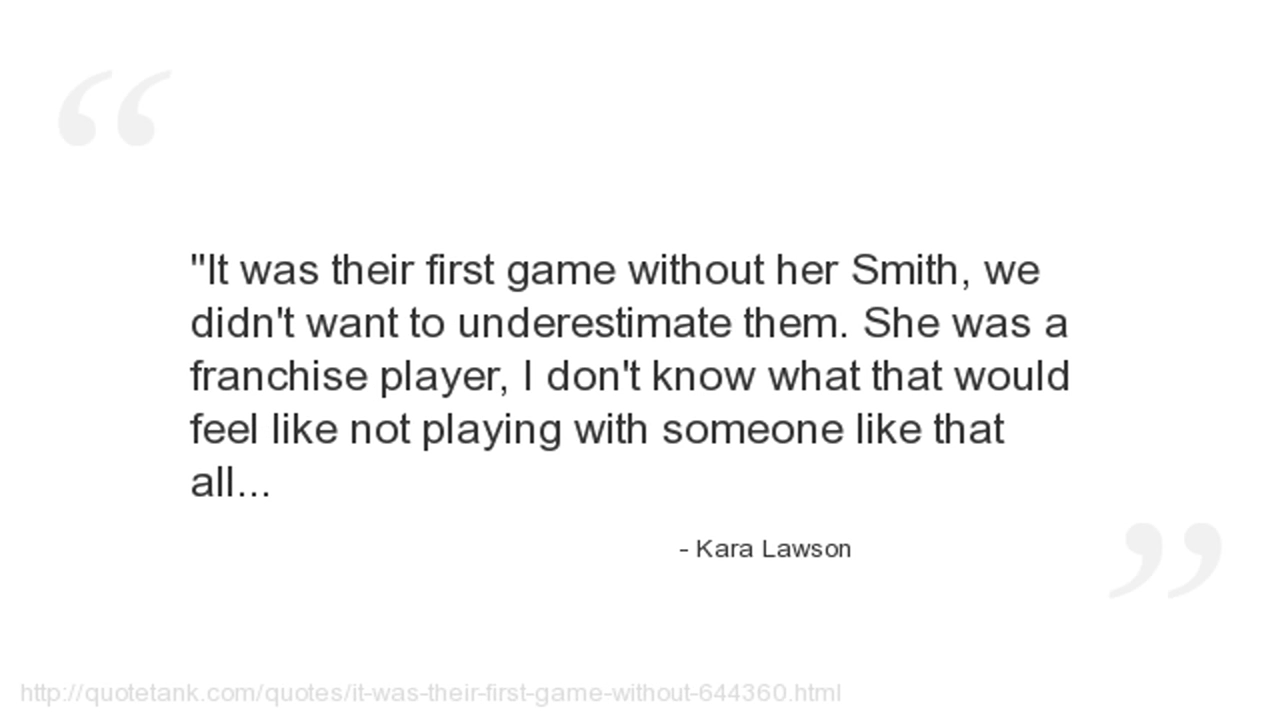 "It was their first game without her Smith, we
didn't want to underestimate them. She was a
franchise player, I don't know what that would
feel like not playing with someone like that
all...
- Kara Lawson
http://quotetank.com/quotes/it-was-their-first-game-without-644360.html